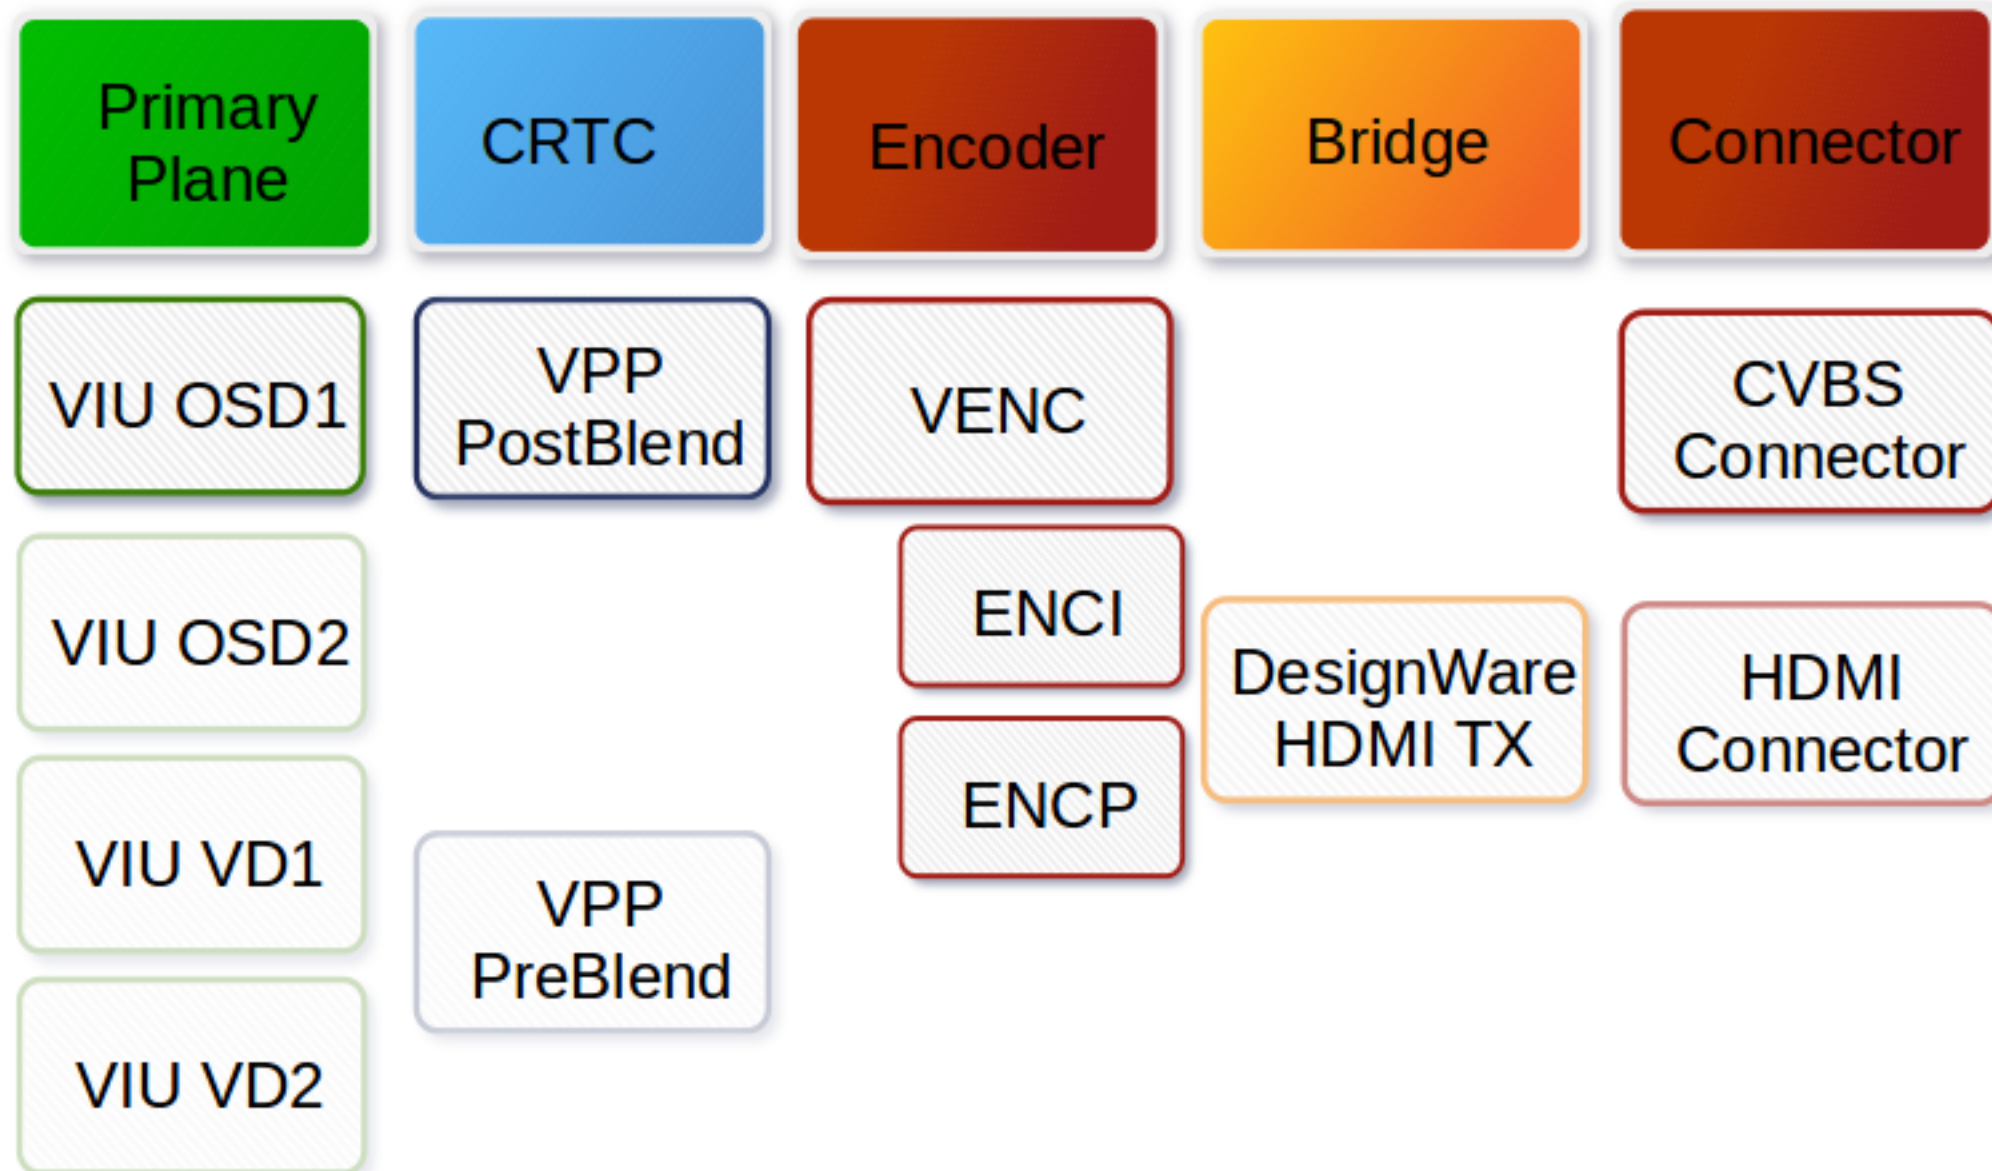 Primary
Plane
CRTC
Encoder
Bridge
Connector
VIU OSD1
VPP
PostBlend
VENC
CVBS
Connector
VIU OSD2
ENCI
DesignWare
HDMI TX
HDMI
Connector
VIU VD1
ENCP
VPP
PreBlend
VIU VD2